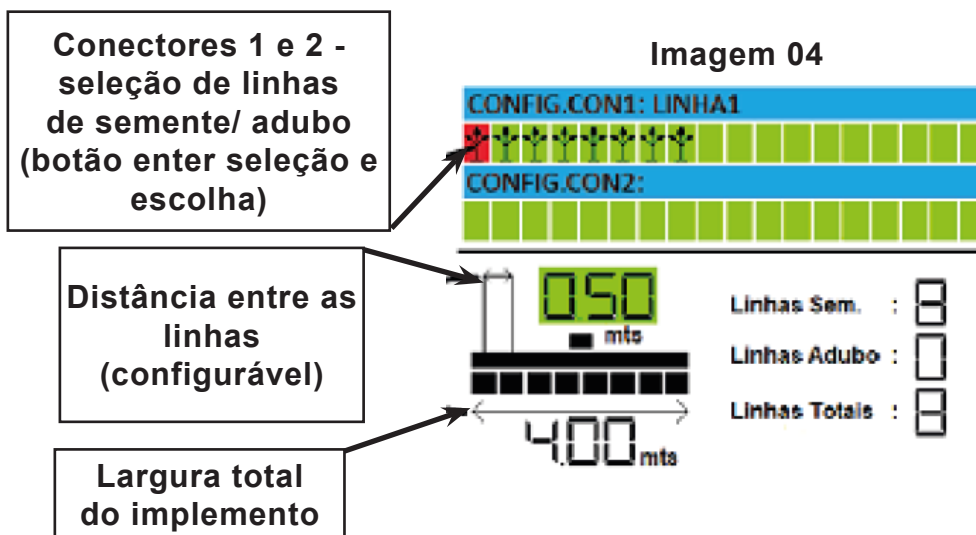 Conectores 1 e 2 -
seleção de linhas
de semente/ adubo
(botão enter seleção e
escolha)
Imagem 04
CONFIG.CON1: LINHA1
CONFIG.CON2:
Distância entre as
linhas
(configurável)
0.50
mts
Linhas Sem. : 8
Linhas Adubo : 0
Linhas Totais : 8
4.00 mts
Largura total
do implemento